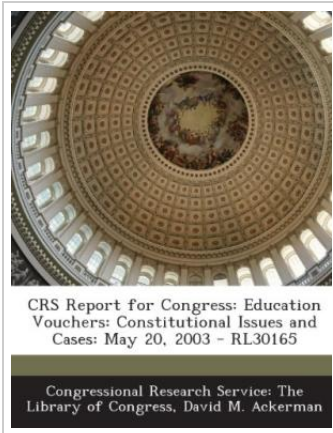 CRS Report for Congress: Education
Vouchers: Constitutional Issues and
Cases: May 20, 2003 - RL30165
Congressional Research Service: The
Library of Congress, David M. Ackerman